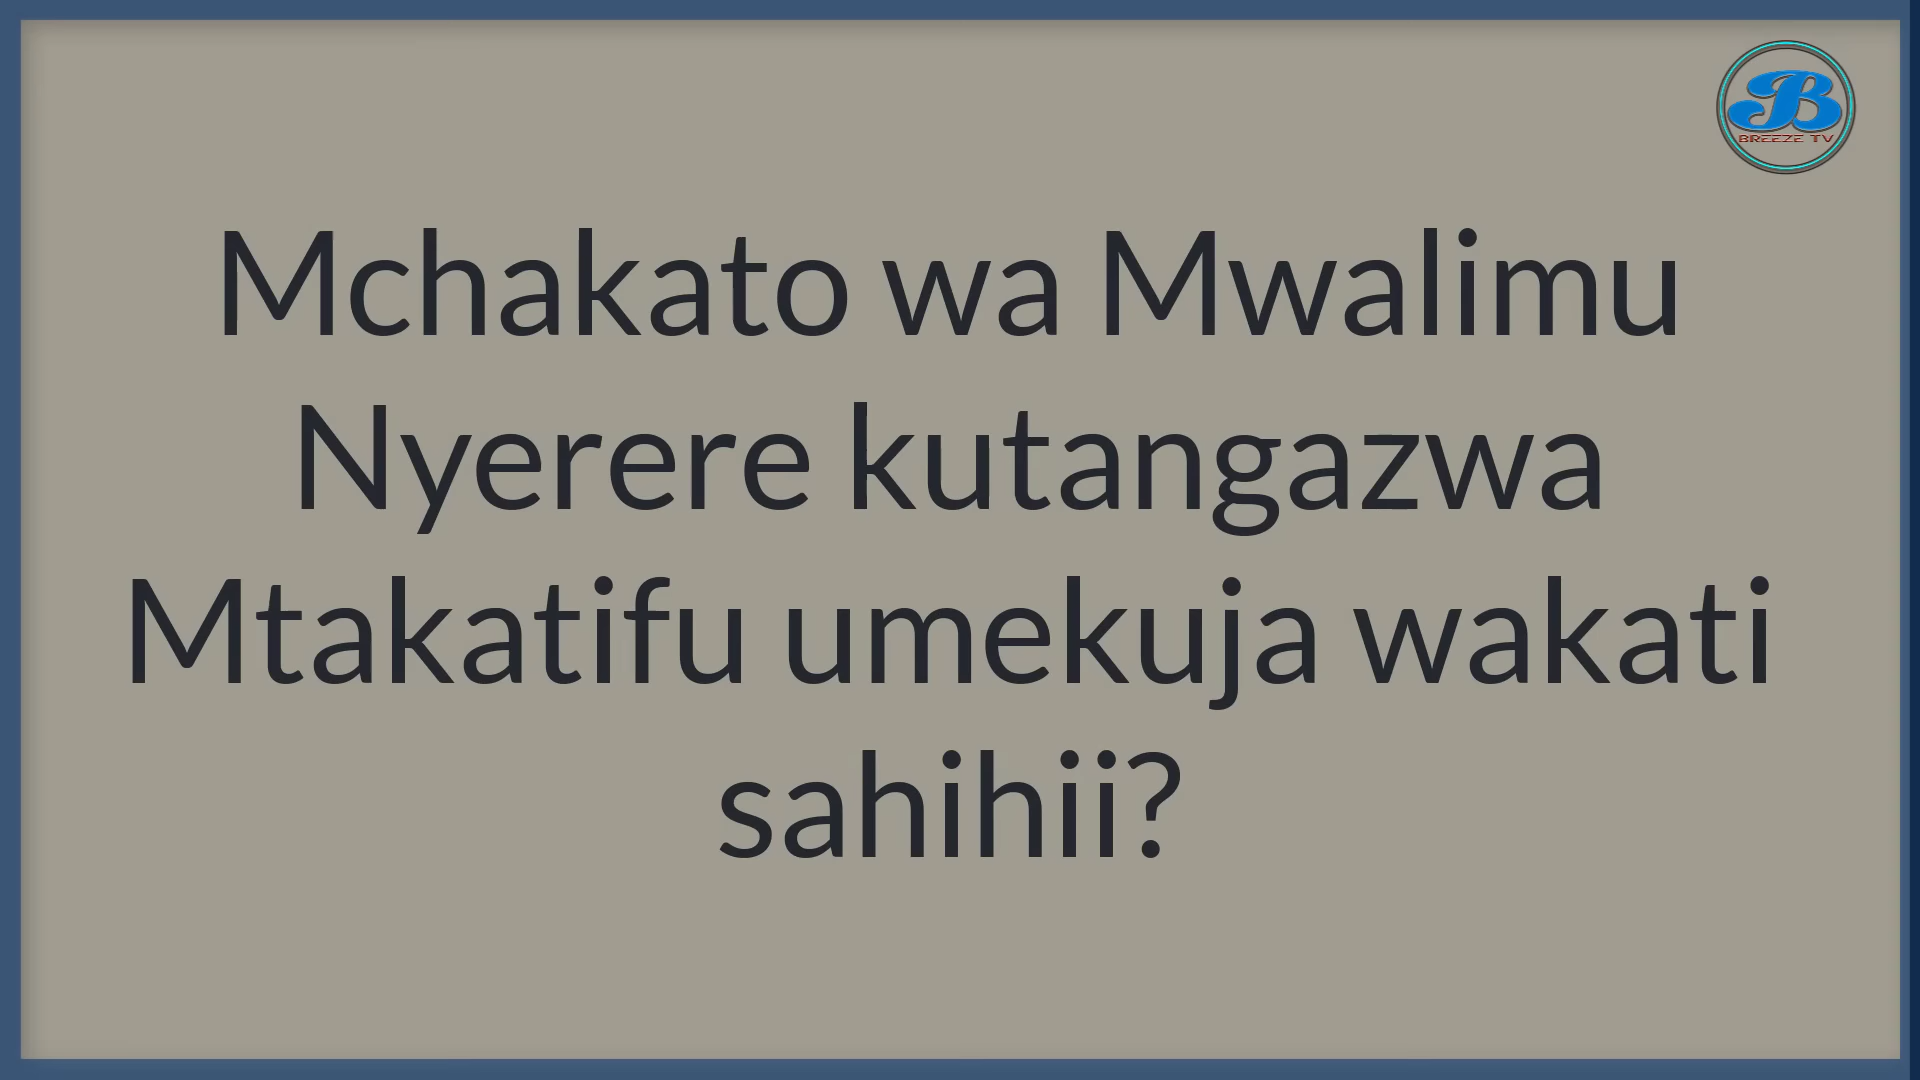 B
BREEZE TV
Mchakato wa Mwalimu
Nyerere kutangazwa
Mtakatifu umekuja wakati
sahihii?